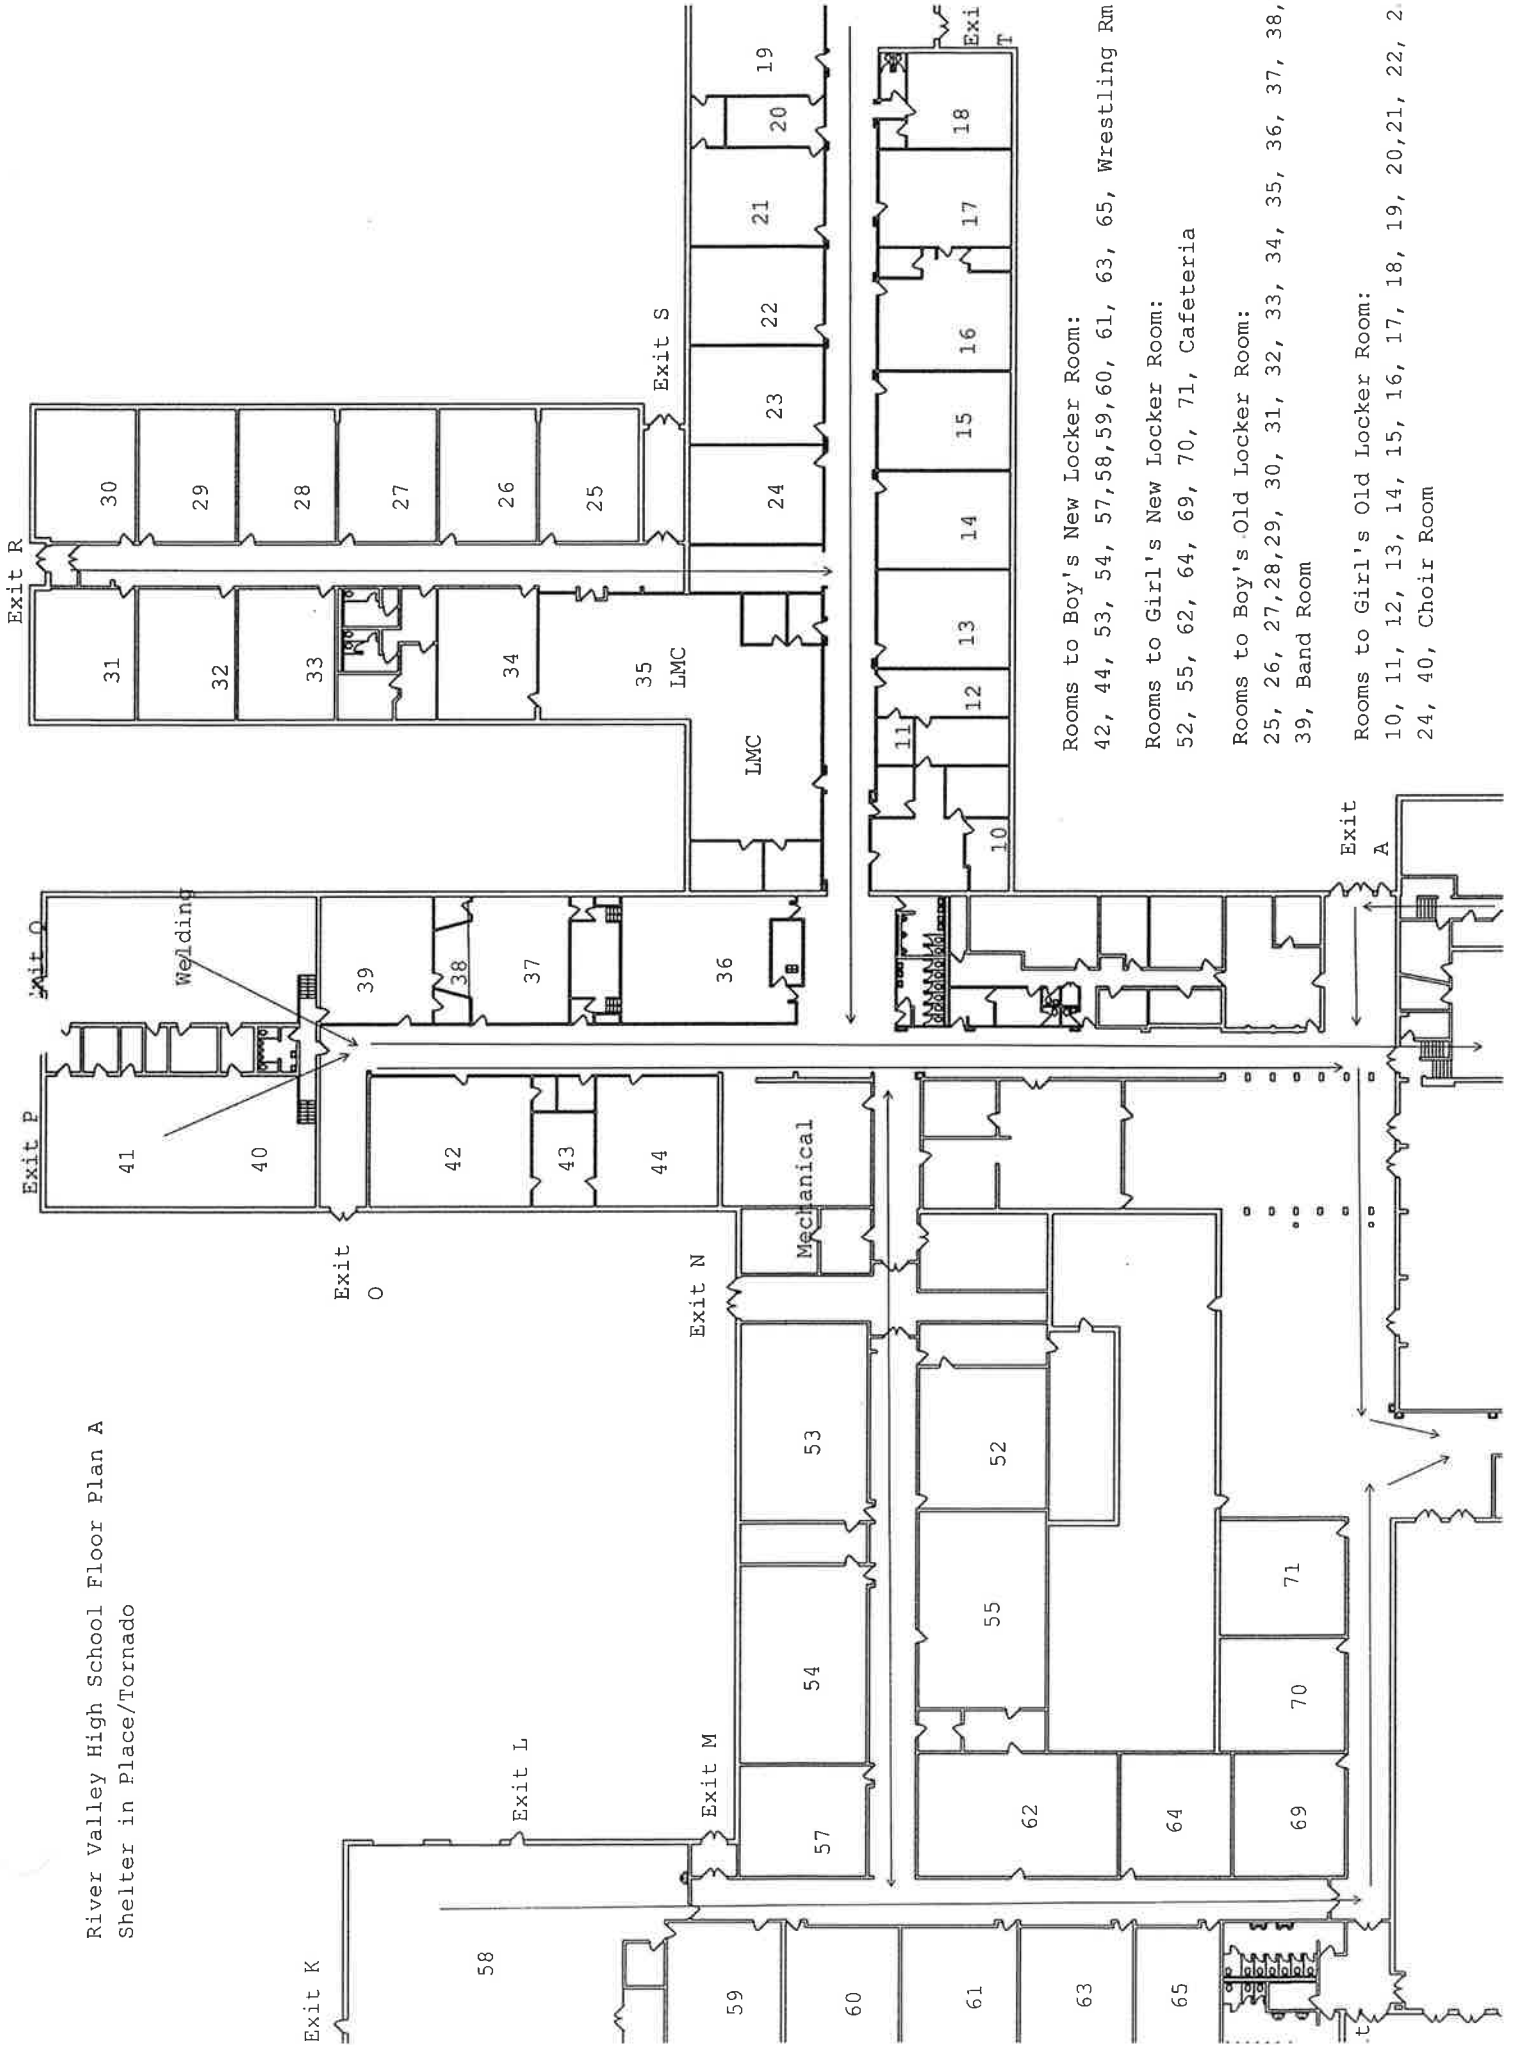 River Valley High School Floor Plan A
Shelter in Place/Tornado
Exit K
Exit L
Exit M
Exit N
Exit
O
Exit P
Exit R
Exit S
Exi
T
Exit
A
Welding
Mechanical
LMC
LMC
10
11
12
13
14
15
16
17
18
19
20
21
22
23
24
25
26
27
28
29
30
31
32
33
34
35
36
37
38
39
40
41
42
43
44
52
53
54
55
57
58
59
60
61
62
63
64
65
69
70
71
t
Rooms to Boy's New Locker Room:
42, 44, 53, 54, 57,58,59,60, 61, 63, 65, Wrestling Rm
Rooms to Girl's New Locker Room:
52, 55, 62, 64, 69, 70, 71, Cafeteria
Rooms to Boy's Old Locker Room:
25, 26, 27,28,29, 30, 31, 32, 33, 34, 35, 36, 37, 38,
39, Band Room
Rooms to Girl's Old Locker Room:
10, 11, 12, 13, 14, 15, 16, 17, 18, 19, 20,21, 22, 2
24, 40, Choir Room